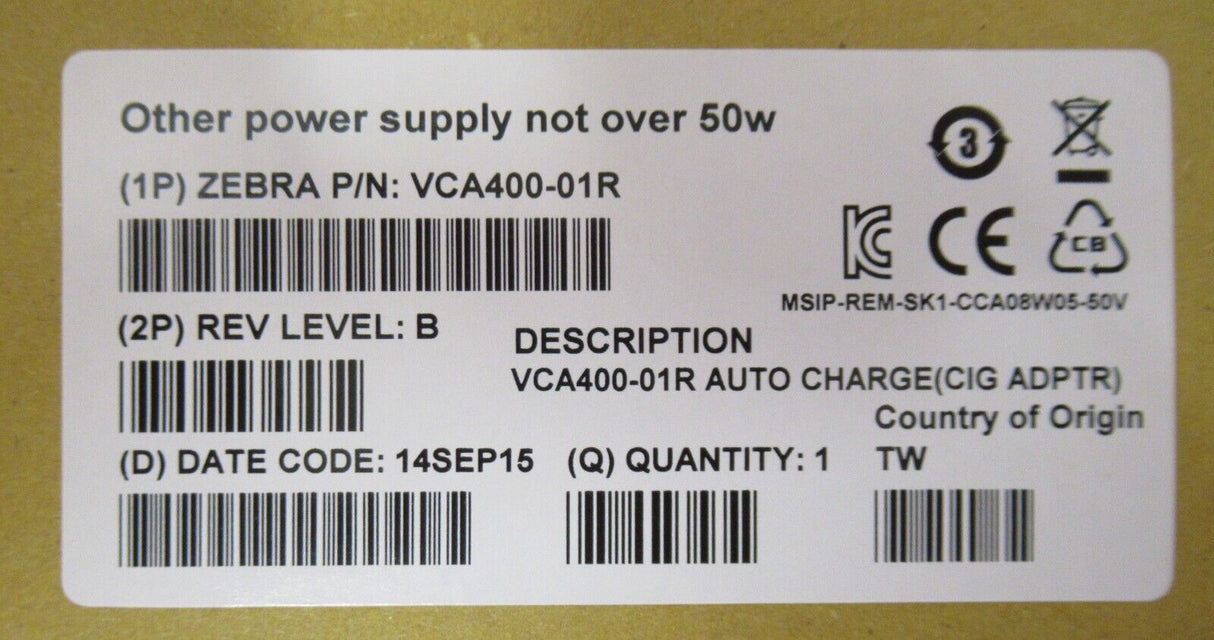 Other power supply not over 50w
(1P) ZEBRA P/N: VCA400-01R
3
CE
CB
MSIP-REM-SK1-CCA08W05-50V
(2P) REV LEVEL: B
DESCRIPTION
VCA400-01R AUTO CHARGE(CIG ADPTR)
Country of Origin
(D) DATE CODE: 14SEP15 (Q) QUANTITY: 1 TW